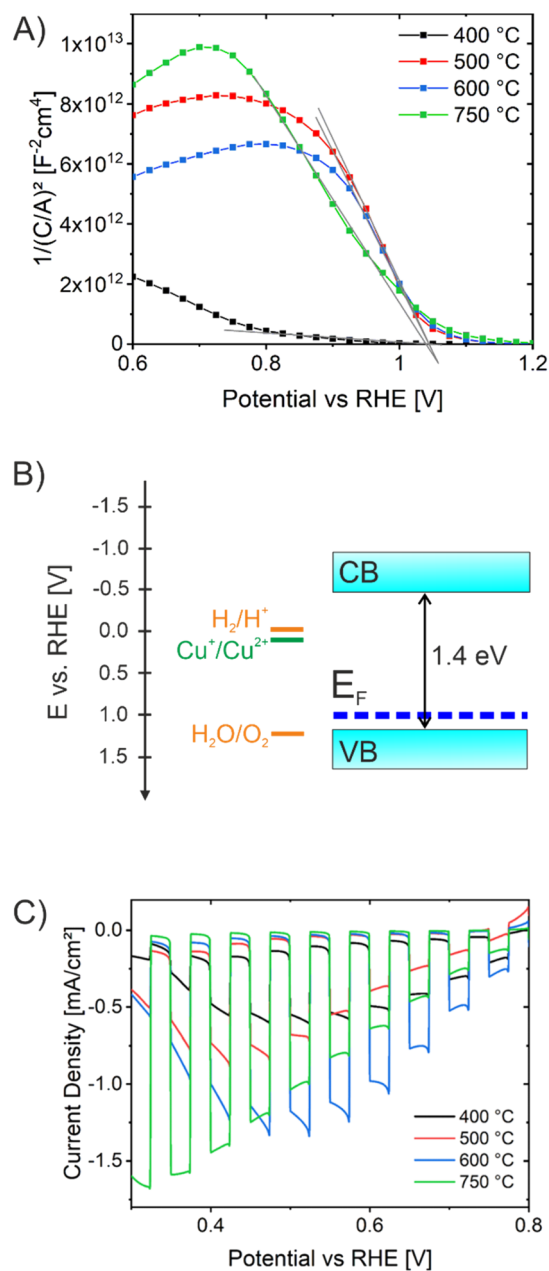 A)
1x10¹³
8x10¹²
6x10¹²
4x10¹²
2x10¹²
0
1/(C/A)² [F⁻²cm⁴]
400 °C
500 °C
600 °C
750 °C
0.6 0.8 1.0 1.2
Potential vs RHE [V]
B)
-1.5
-1.0
-0.5
0.0
0.5
1.0
1.5
E vs. RHE [V]
H₂/H⁺
Cu⁺/Cu²⁺
H₂O/O₂
CB
1.4 eV
E_F
VB
C)
0.0
-0.5
-1.0
-1.5
Current Density [mA/cm²]
400 °C
500 °C
600 °C
750 °C
0.4 0.5 0.6 0.7 0.8
Potential vs RHE [V]